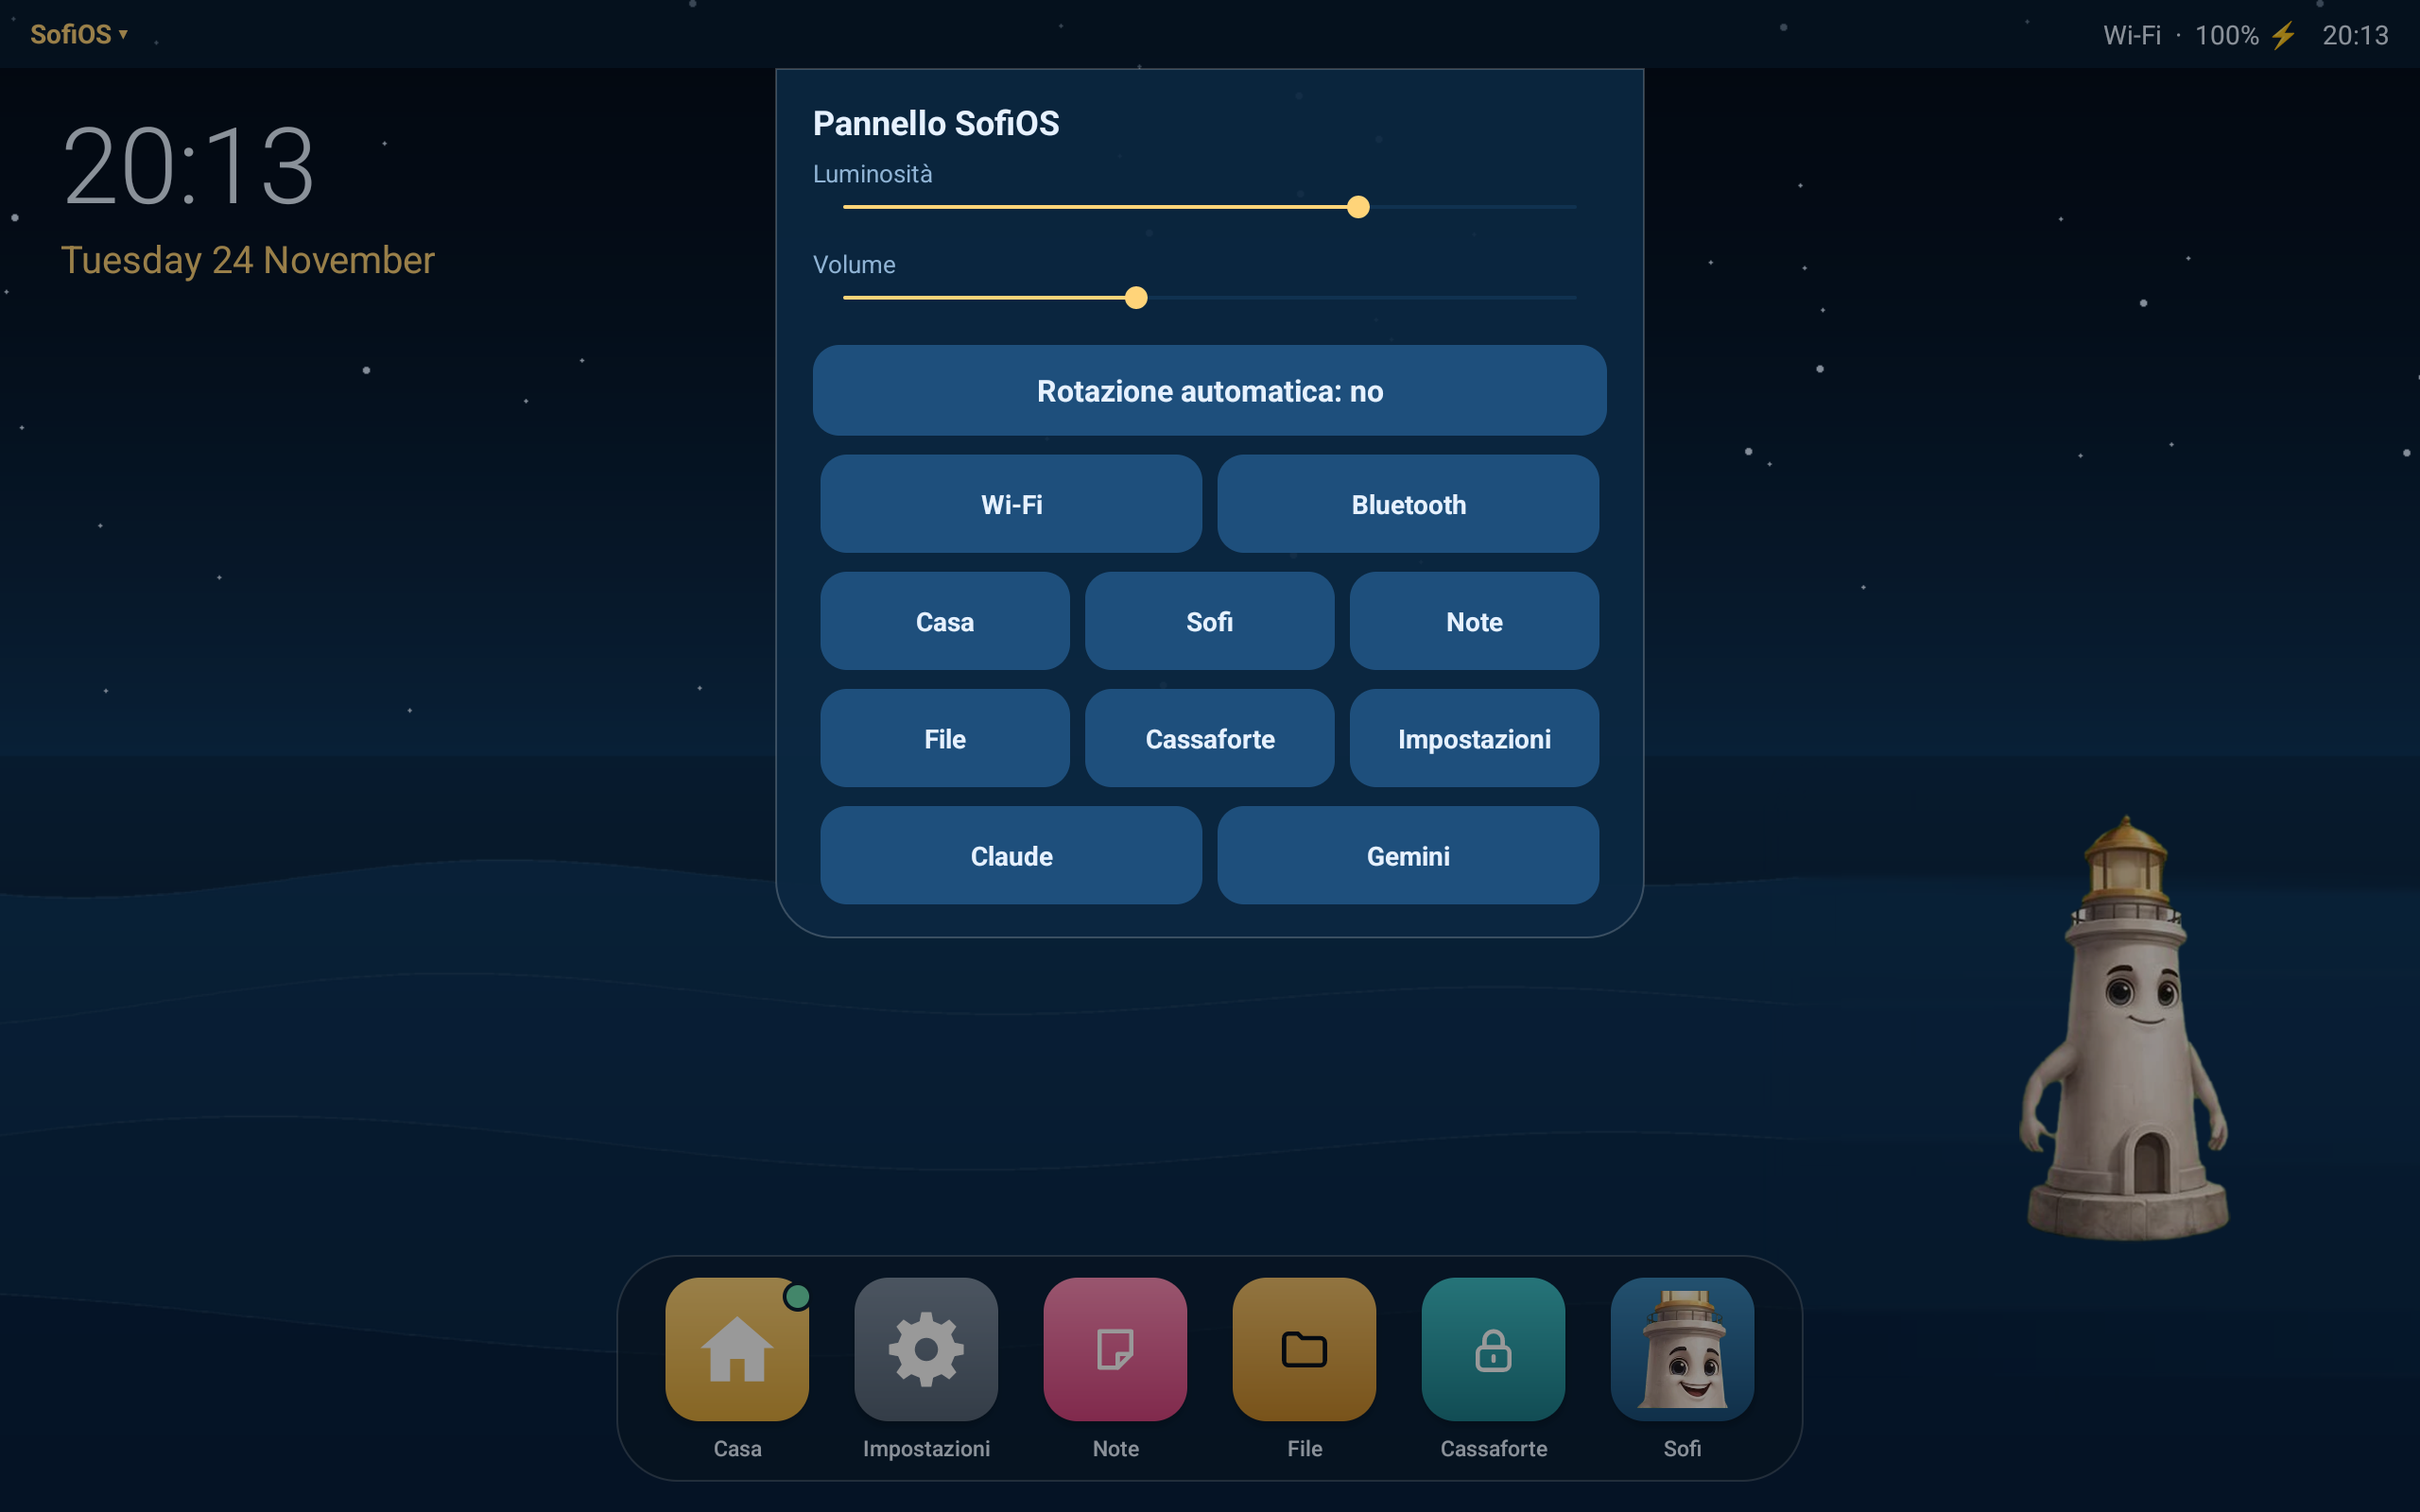 SofiOS ▾
Wi-Fi · 100% ⚡ 20:13
20:13
Tuesday 24 November
Pannello SofiOS
Luminosità
Volume
Rotazione automatica: no
Wi-Fi
Bluetooth
Casa
Sofi
Note
File
Cassaforte
Impostazioni
Claude
Gemini
Casa
Impostazioni
Note
File
Cassaforte
Sofi